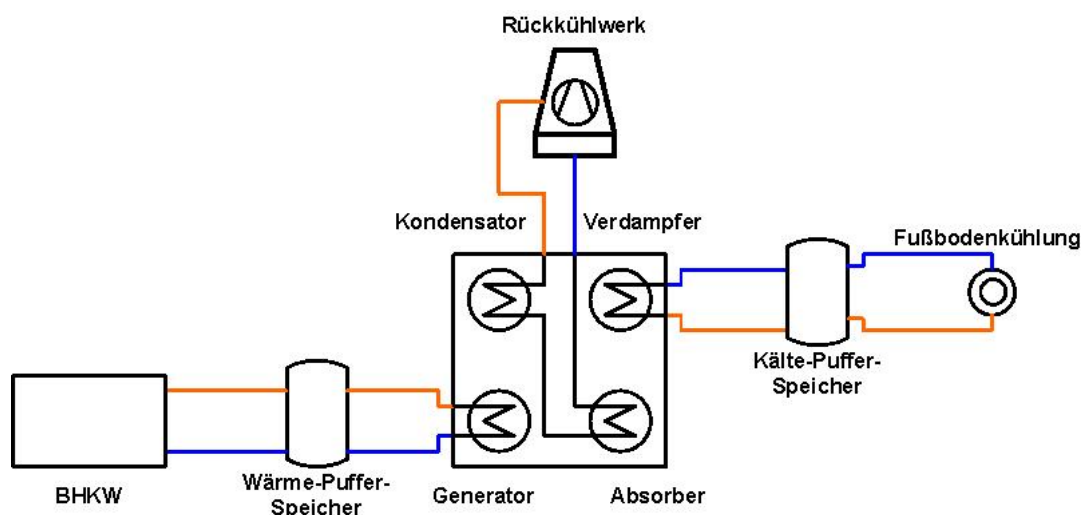 Rückkühlwerk
Kondensator
Verdampfer
Fußbodenkühlung
Kälte-Puffer-
Speicher
BHKW
Wärme-Puffer-
Speicher
Generator
Absorber